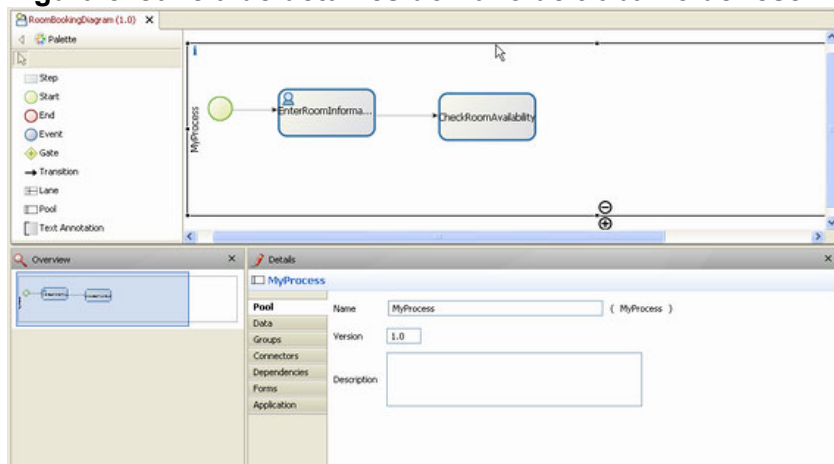 RoomBookingDiagram (1.0)
Palette
Step
Start
End
Event
Gate
Transition
Lane
Pool
Text Annotation
MyProcess
EnterRoomInforma...
CheckRoomAvailability
Overview
Details
MyProcess
Pool
Data
Groups
Connectors
Dependencies
Forms
Application
Name
MyProcess
( MyProcess )
Version
1.0
Description